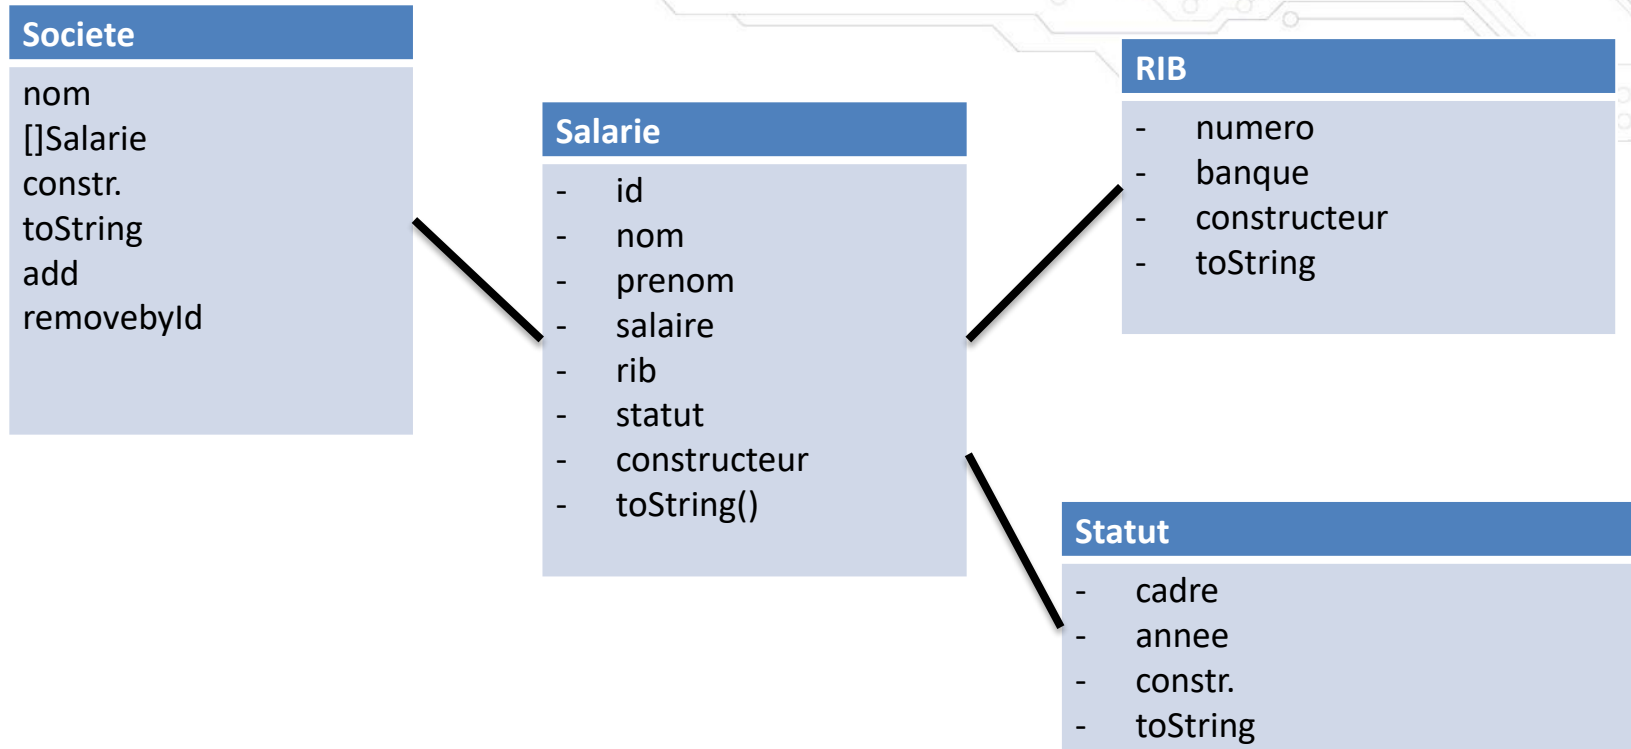 Societe
nom
[]Salarie
constr.
toString
add
removebyId
Salarie
- id
- nom
- prenom
- salaire
- rib
- statut
- constructeur
- toString()
RIB
- numero
- banque
- constructeur
- toString
Statut
- cadre
- annee
- constr.
- toString